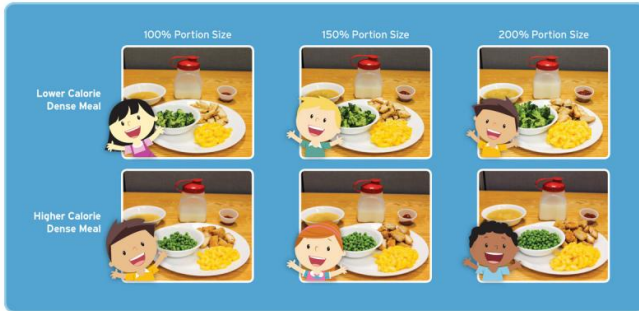 100% Portion Size
150% Portion Size
200% Portion Size
Lower Calorie
Dense Meal
Higher Calorie
Dense Meal